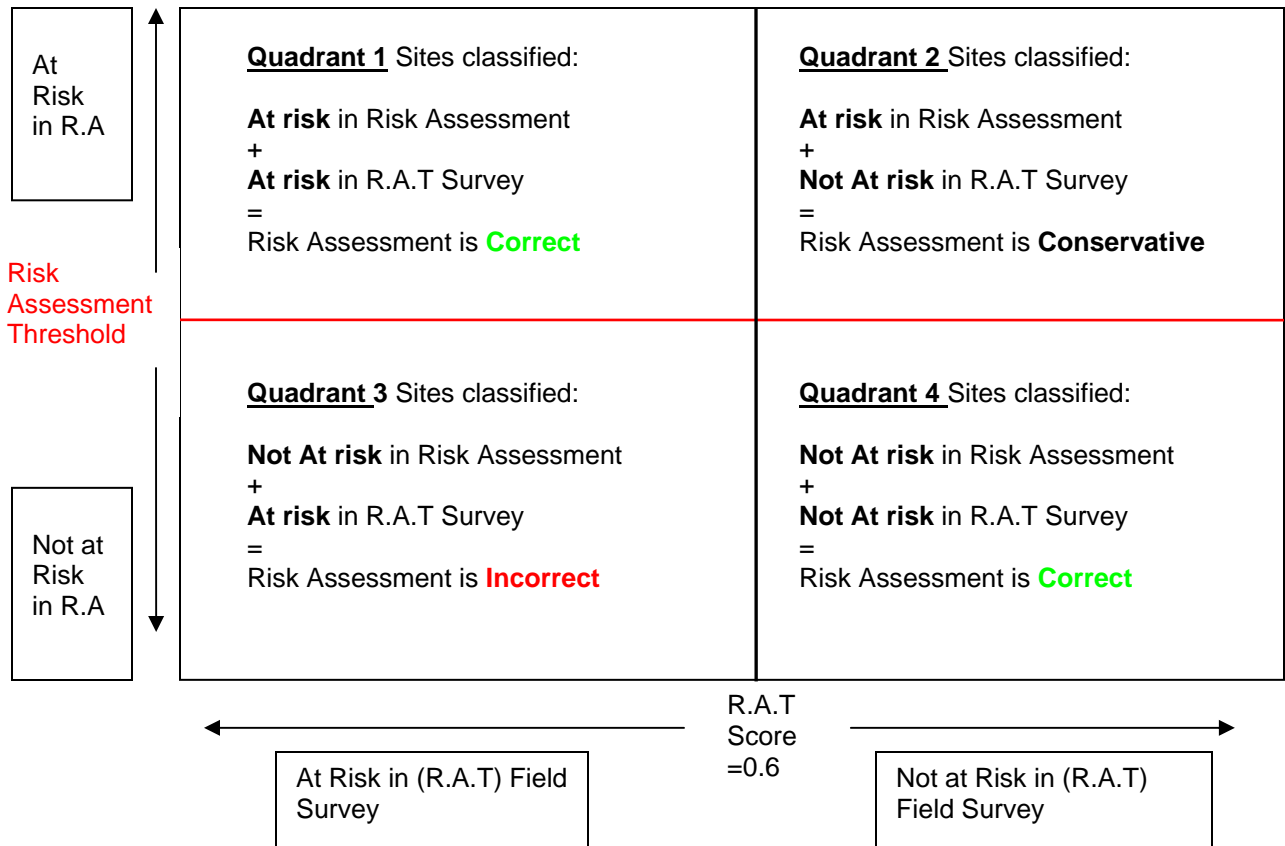 At
Risk
in R.A
Risk
Assessment
Threshold
Not at
Risk
in R.A
Quadrant 1 Sites classified:
At risk in Risk Assessment
+
At risk in R.A.T Survey
=
Risk Assessment is Correct
Quadrant 2 Sites classified:
At risk in Risk Assessment
+
Not At risk in R.A.T Survey
=
Risk Assessment is Conservative
Quadrant 3 Sites classified:
Not At risk in Risk Assessment
+
At risk in R.A.T Survey
=
Risk Assessment is Incorrect
Quadrant 4 Sites classified:
Not At risk in Risk Assessment
+
Not At risk in R.A.T Survey
=
Risk Assessment is Correct
R.A.T
Score
=0.6
At Risk in (R.A.T) Field
Survey
Not at Risk in (R.A.T)
Field Survey